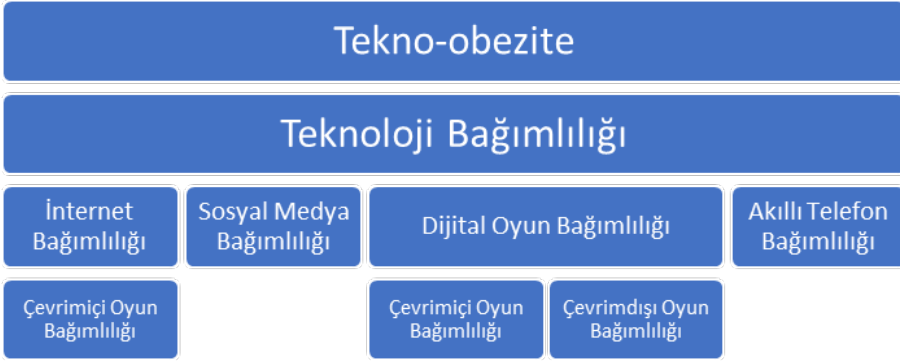 Tekno-obezite
Teknoloji Bağımlılığı
İnternet
Bağımlılığı
Sosyal Medya
Bağımlılığı
Dijital Oyun Bağımlılığı
Akıllı Telefon
Bağımlılığı
Çevrimiçi Oyun
Bağımlılığı
Çevrimiçi Oyun
Bağımlılığı
Çevrimdışı Oyun
Bağımlılığı